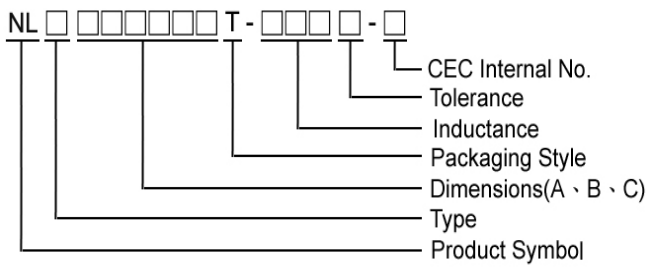 NL □ □□□□□□ T - □□□ □ - □
CEC Internal No.
Tolerance
Inductance
Packaging Style
Dimensions(A、B、C)
Type
Product Symbol